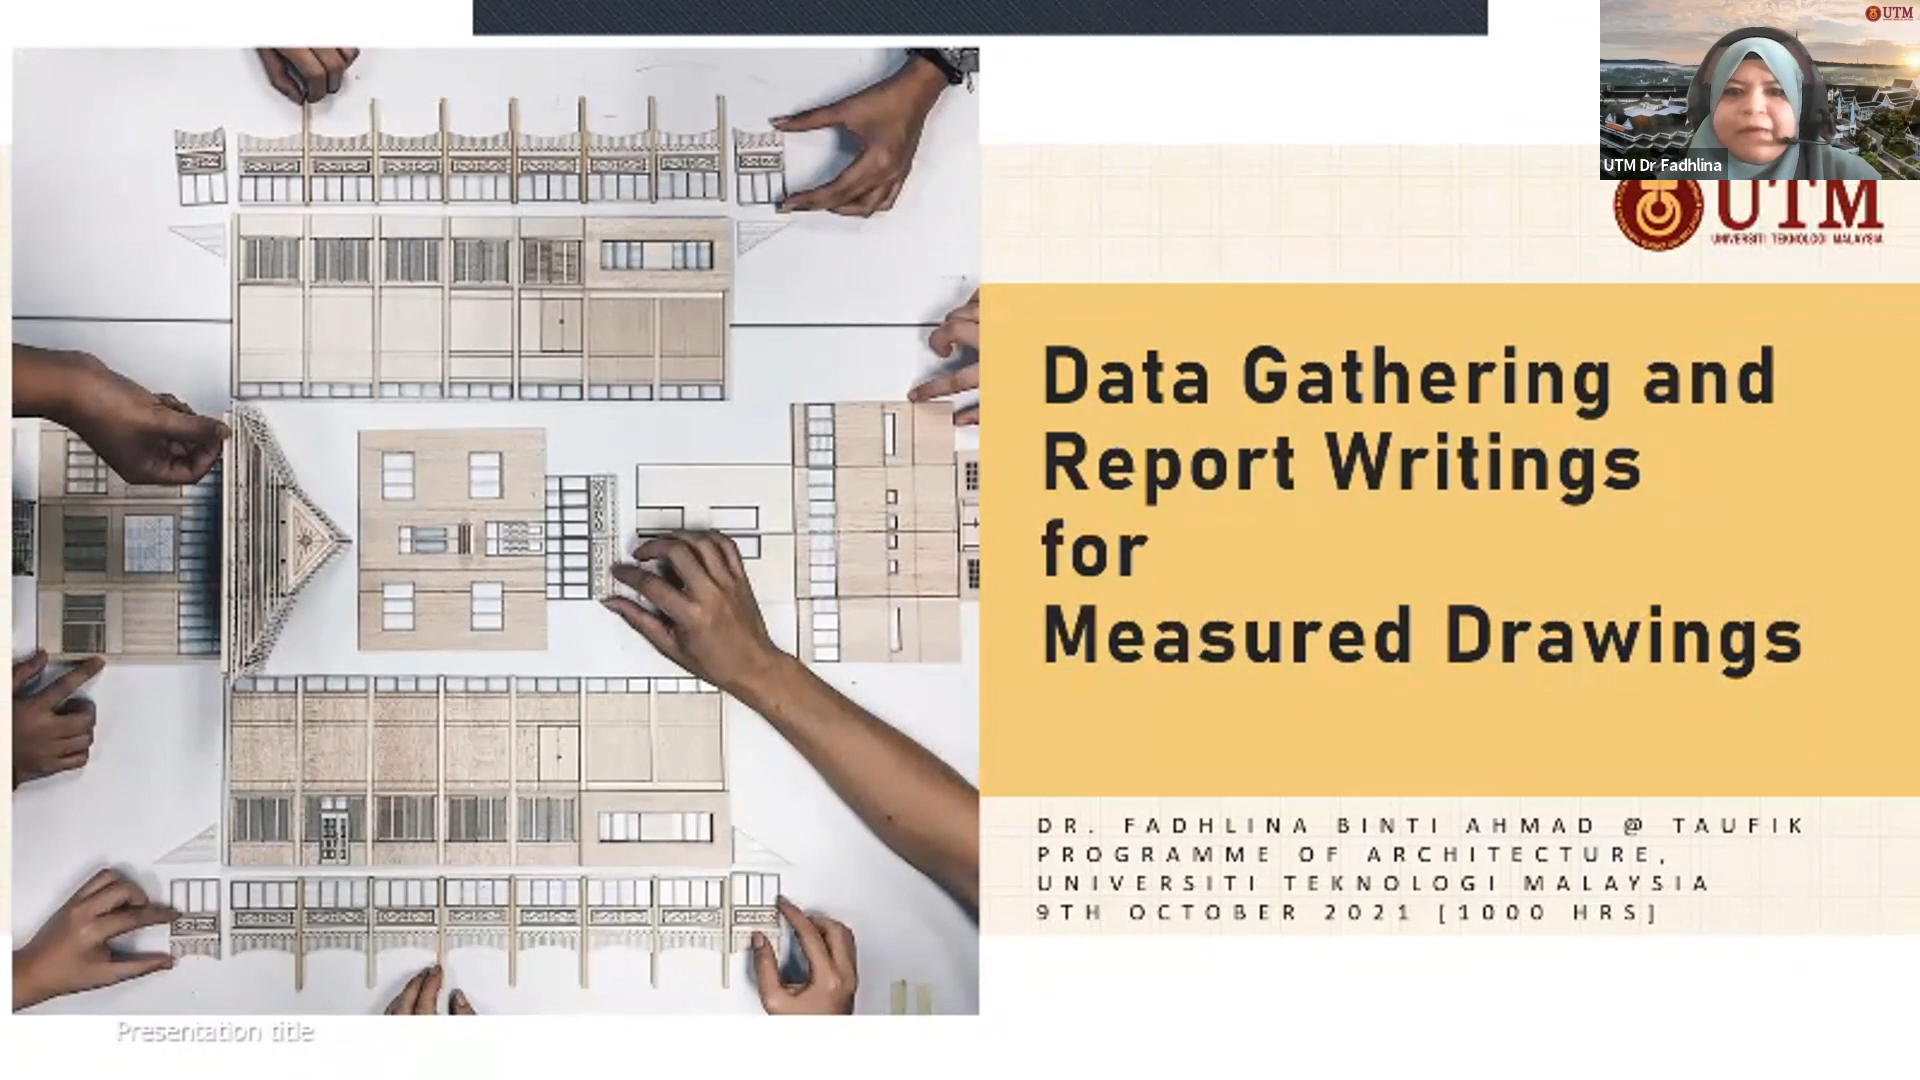 UTM
UTM Dr Fadhlina
UTM
UNIVERSITI TEKNOLOGI MALAYSIA
Data Gathering and
Report Writings
for
Measured Drawings
DR. FADHLINA BINTI AHMAD @ TAUFIK
PROGRAMME OF ARCHITECTURE,
UNIVERSITI TEKNOLOGI MALAYSIA
9TH OCTOBER 2021 [1000 HRS]
Presentation title